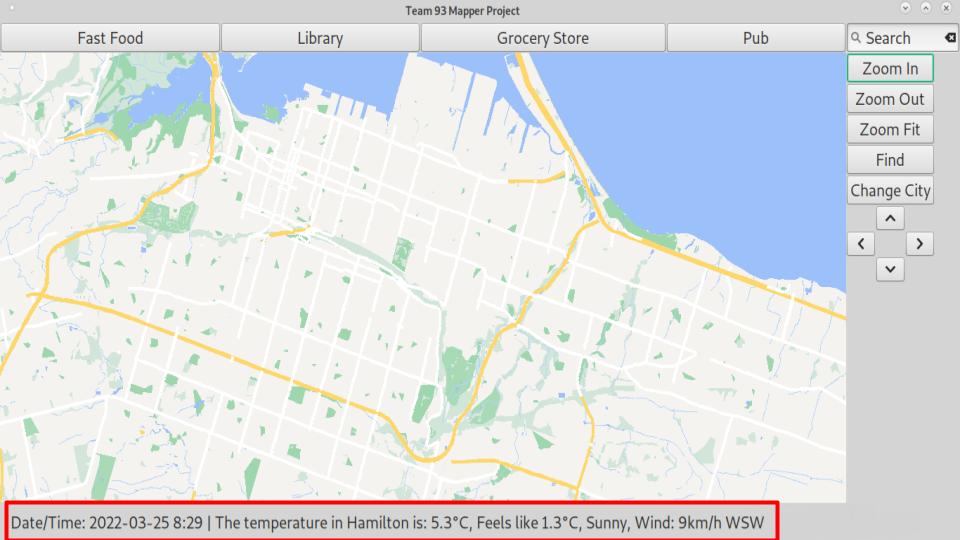 Team 93 Mapper Project
Fast Food
Library
Grocery Store
Pub
Search
Zoom In
Zoom Out
Zoom Fit
Find
Change City
Date/Time: 2022-03-25 8:29 | The temperature in Hamilton is: 5.3°C, Feels like 1.3°C, Sunny, Wind: 9km/h WSW